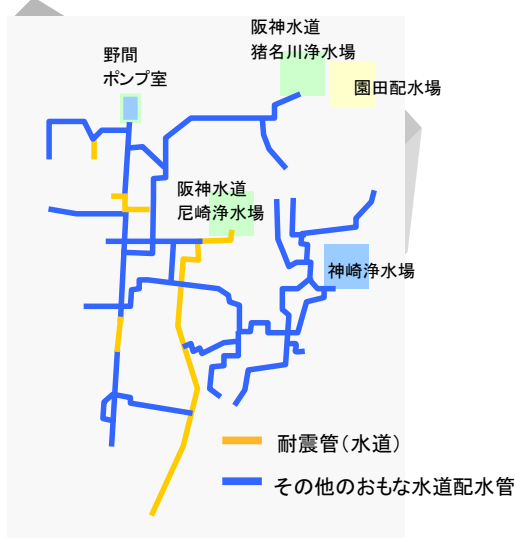 阪神水道
猪名川浄水場
野間
ポンプ室
園田配水場
阪神水道
尼崎浄水場
神崎浄水場
耐震管（水道）
その他のおもな水道配水管